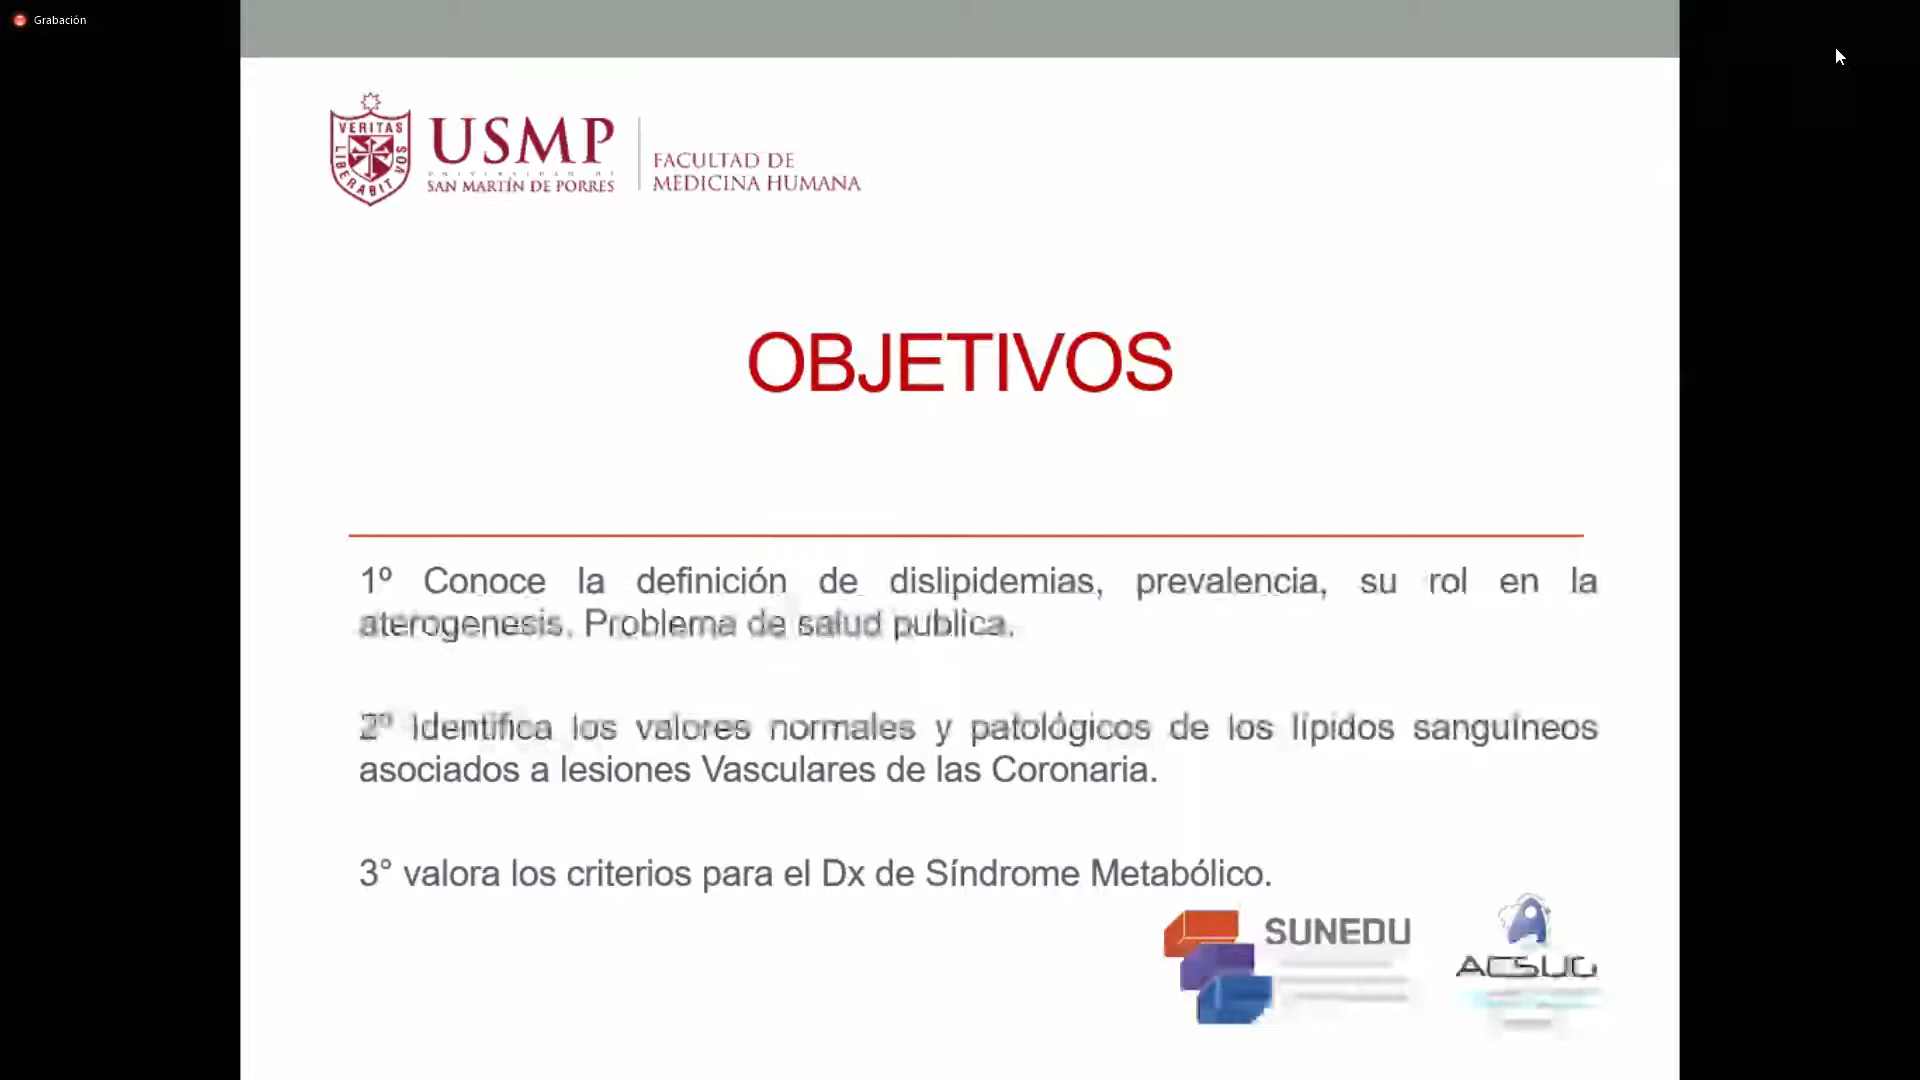 Grabación
VERITAS
LIBERABIT VOS
USMP
UNIVERSIDAD DE
SAN MARTÍN DE PORRES
FACULTAD DE
MEDICINA HUMANA
OBJETIVOS
1º Conoce la definición de dislipidemias, prevalencia, su rol en la
aterogenesis. Problema de salud publica.
2º Identifica los valores normales y patológicos de los lípidos sanguíneos
asociados a lesiones Vasculares de las Coronaria.
3° valora los criterios para el Dx de Síndrome Metabólico.
SUNEDU
ACSUG